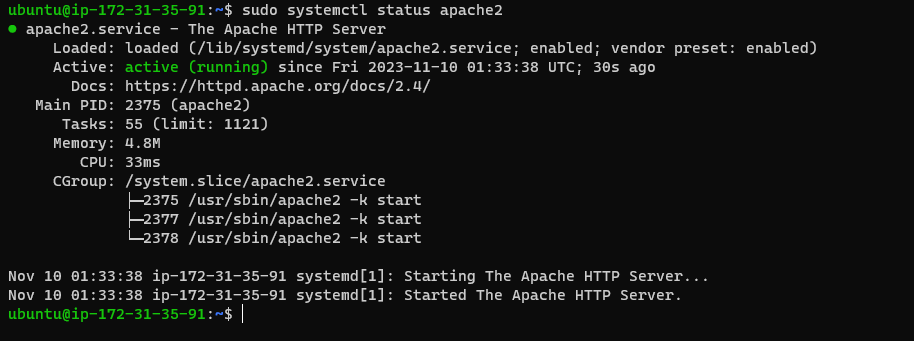 ubuntu@ip-172-31-35-91:~$ sudo systemctl status apache2
● apache2.service - The Apache HTTP Server
     Loaded: loaded (/lib/systemd/system/apache2.service; enabled; vendor preset: enabled)
     Active: active (running) since Fri 2023-11-10 01:33:38 UTC; 30s ago
       Docs: https://httpd.apache.org/docs/2.4/
   Main PID: 2375 (apache2)
      Tasks: 55 (limit: 1121)
     Memory: 4.8M
        CPU: 33ms
     CGroup: /system.slice/apache2.service
             ├─2375 /usr/sbin/apache2 -k start
             ├─2377 /usr/sbin/apache2 -k start
             └─2378 /usr/sbin/apache2 -k start

Nov 10 01:33:38 ip-172-31-35-91 systemd[1]: Starting The Apache HTTP Server...
Nov 10 01:33:38 ip-172-31-35-91 systemd[1]: Started The Apache HTTP Server.
ubuntu@ip-172-31-35-91:~$